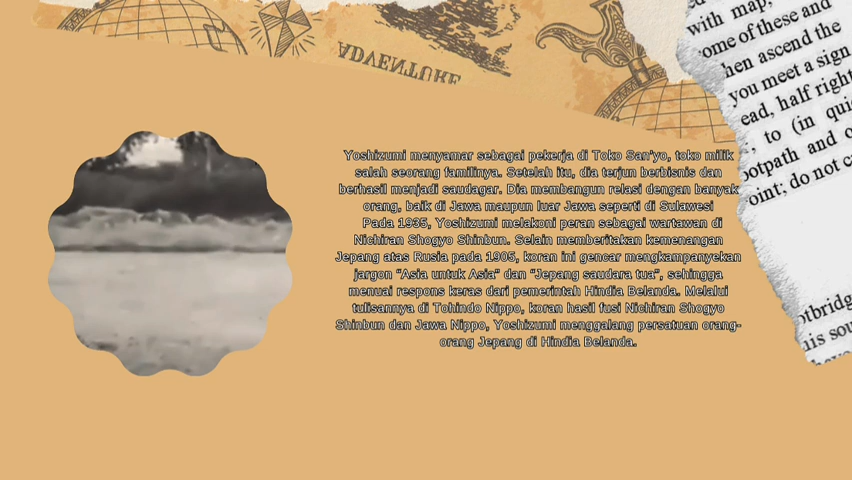 ADVENTURE
with map,
ome of these and
hen ascend the
you meet a sign
ead, half right
, to (in qui
ootpath and o
oint; do not c
otbridg
his sou
Yoshizumi menyamar sebagai pekerja di Toko San'yo, toko milik
salah seorang familinya. Setelah itu, dia terjun berbisnis dan
berhasil menjadi saudagar. Dia membangun relasi dengan banyak
orang, baik di Jawa maupun luar Jawa seperti di Sulawesi
Pada 1935, Yoshizumi melakoni peran sebagai wartawan di
Nichiran Shogyo Shinbun. Selain memberitakan kemenangan
Jepang atas Rusia pada 1905, koran ini gencar mengkampanyekan
jargon "Asia untuk Asia" dan "Jepang saudara tua", sehingga
menuai respons keras dari pemerintah Hindia Belanda. Melalui
tulisannya di Tohindo Nippo, koran hasil fusi Nichiran Shogyo
Shinbun dan Jawa Nippo, Yoshizumi menggalang persatuan orang-
orang Jepang di Hindia Belanda.